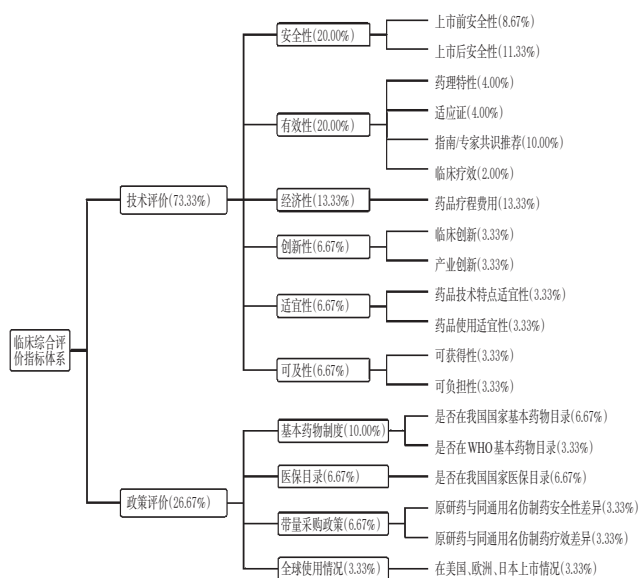 临床综合评
价指标体系
技术评价(73.33%)
安全性(20.00%)
上市前安全性(8.67%)
上市后安全性(11.33%)
有效性(20.00%)
药理特性(4.00%)
适应证(4.00%)
指南/专家共识推荐(10.00%)
临床疗效(2.00%)
经济性(13.33%)
药品疗程费用(13.33%)
创新性(6.67%)
临床创新(3.33%)
产业创新(3.33%)
适宜性(6.67%)
药品技术特点适宜性(3.33%)
药品使用适宜性(3.33%)
可及性(6.67%)
可获得性(3.33%)
可负担性(3.33%)
政策评价(26.67%)
基本药物制度(10.00%)
是否在我国国家基本药物目录(6.67%)
是否在WHO基本药物目录(3.33%)
医保目录(6.67%)
是否在我国国家医保目录(6.67%)
带量采购政策(6.67%)
原研药与同通用名仿制药安全性差异(3.33%)
原研药与同通用名仿制药疗效差异(3.33%)
全球使用情况(3.33%)
在美国、欧洲、日本上市情况(3.33%)